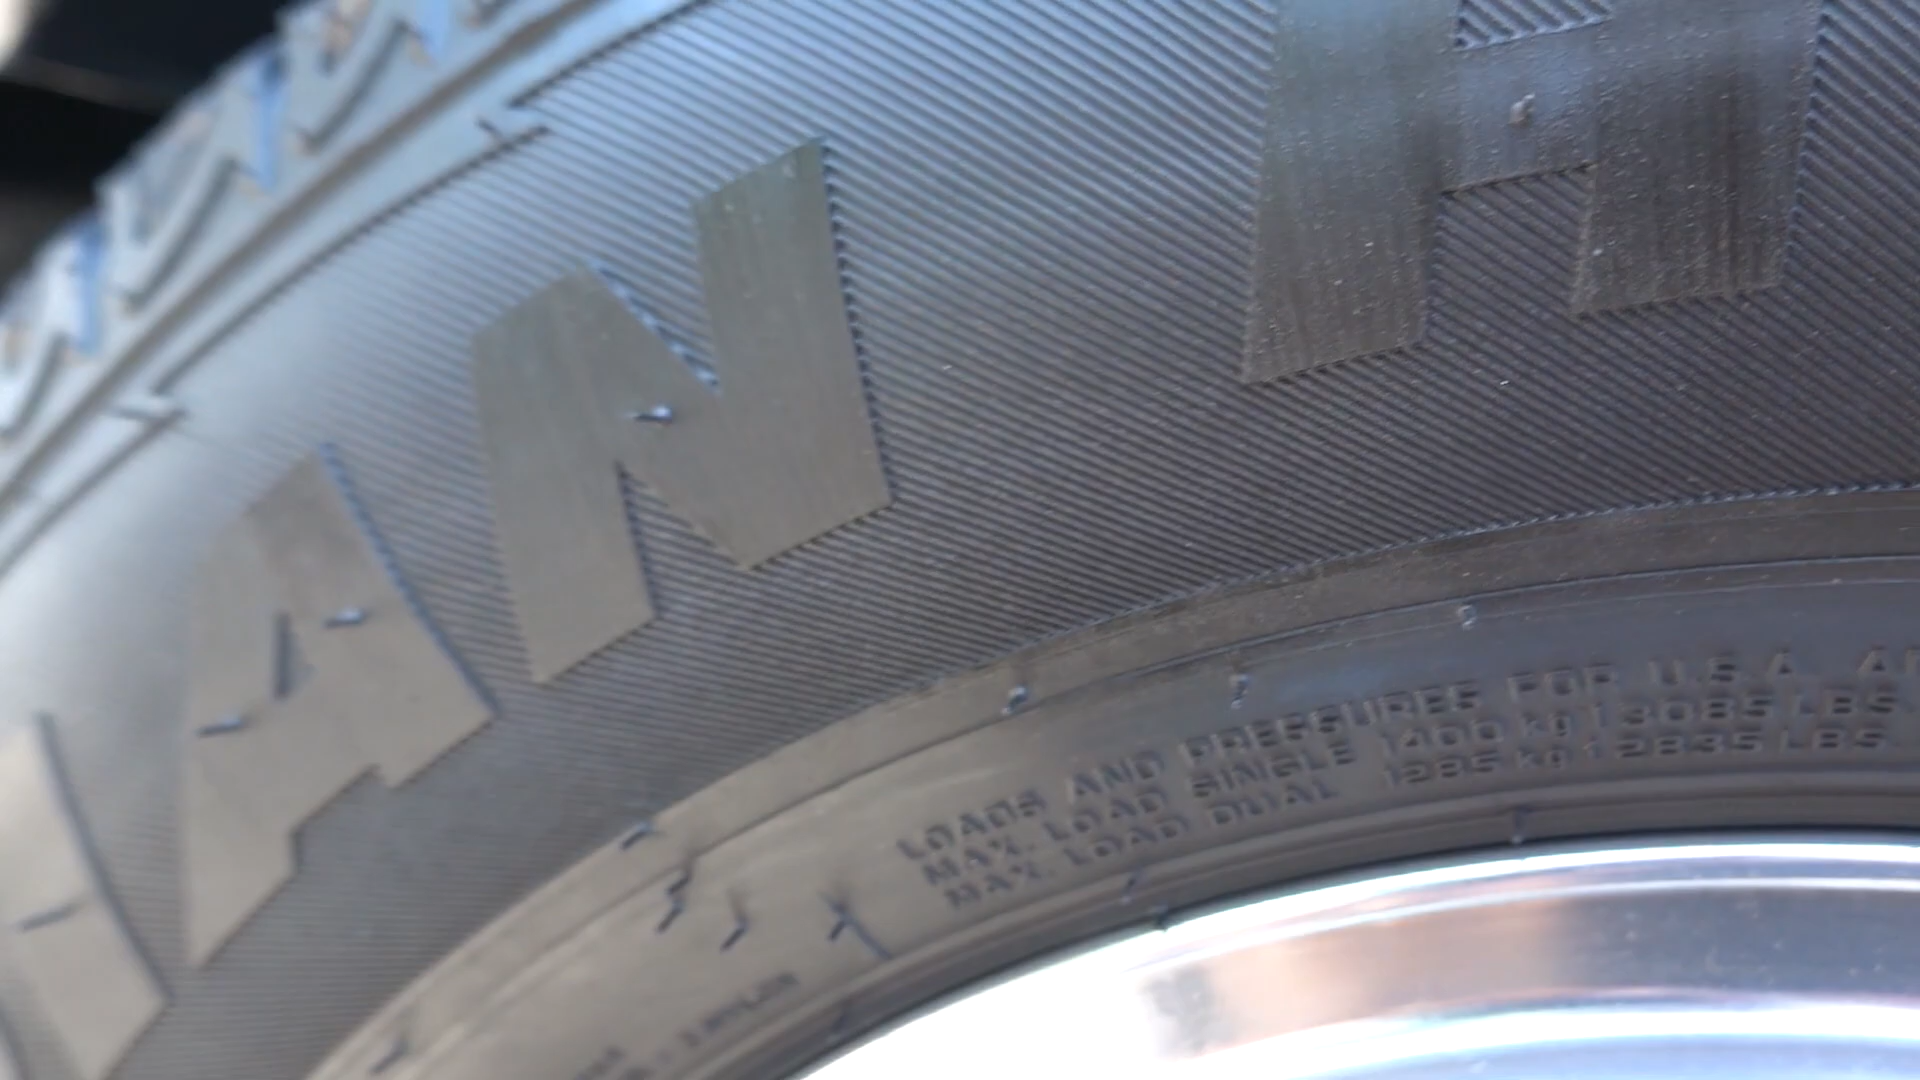 AN H
LOADS AND PRESSURES FOR U.S.A. A
MAX. LOAD SINGLE 1400 kg (3085 LBS.
MAX. LOAD DUAL 1285 kg (2835 LBS.